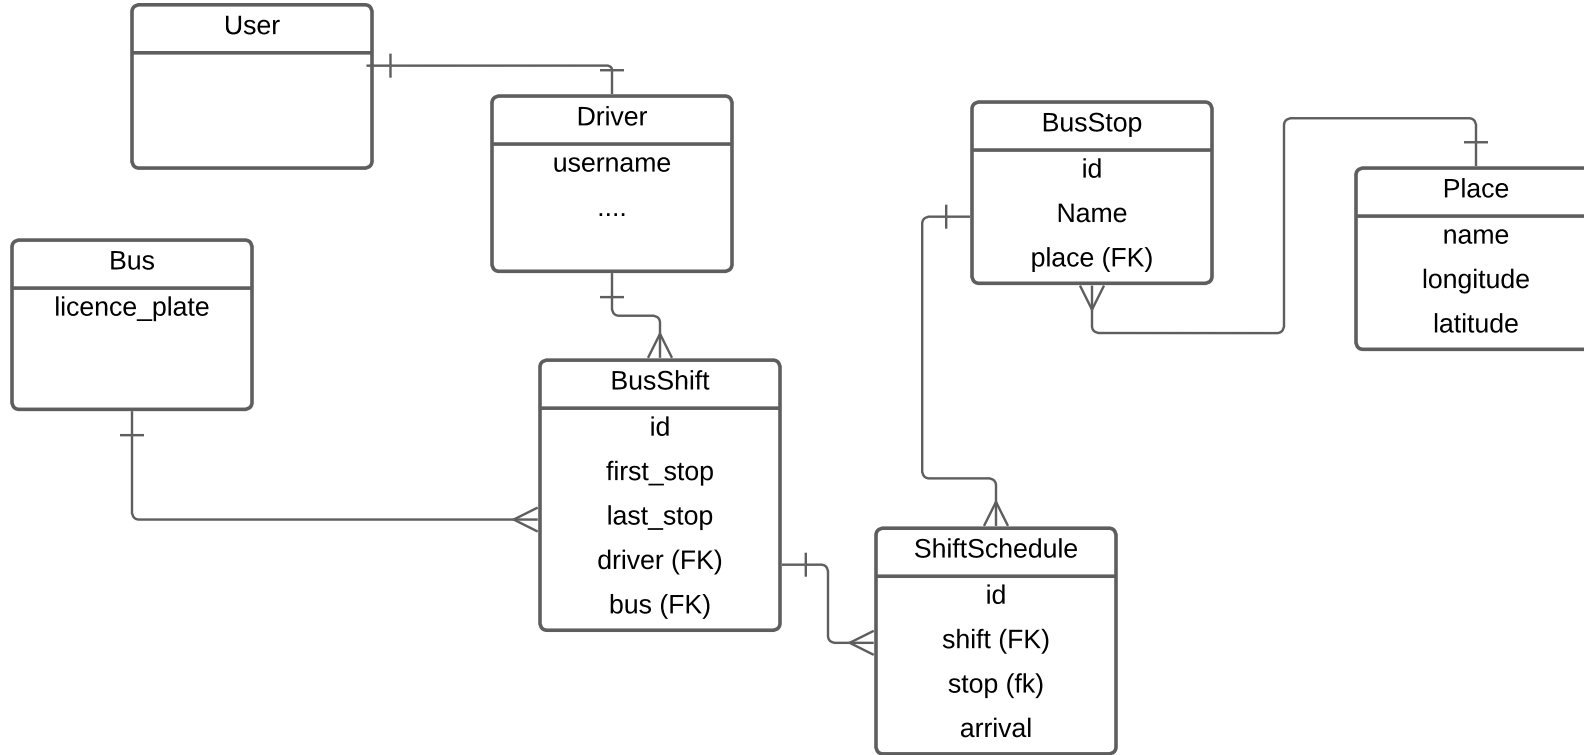 User
Driver
username
....
Bus
licence_plate
BusShift
id
first_stop
last_stop
driver (FK)
bus (FK)
BusStop
id
Name
place (FK)
Place
name
longitude
latitude
ShiftSchedule
id
shift (FK)
stop (fk)
arrival